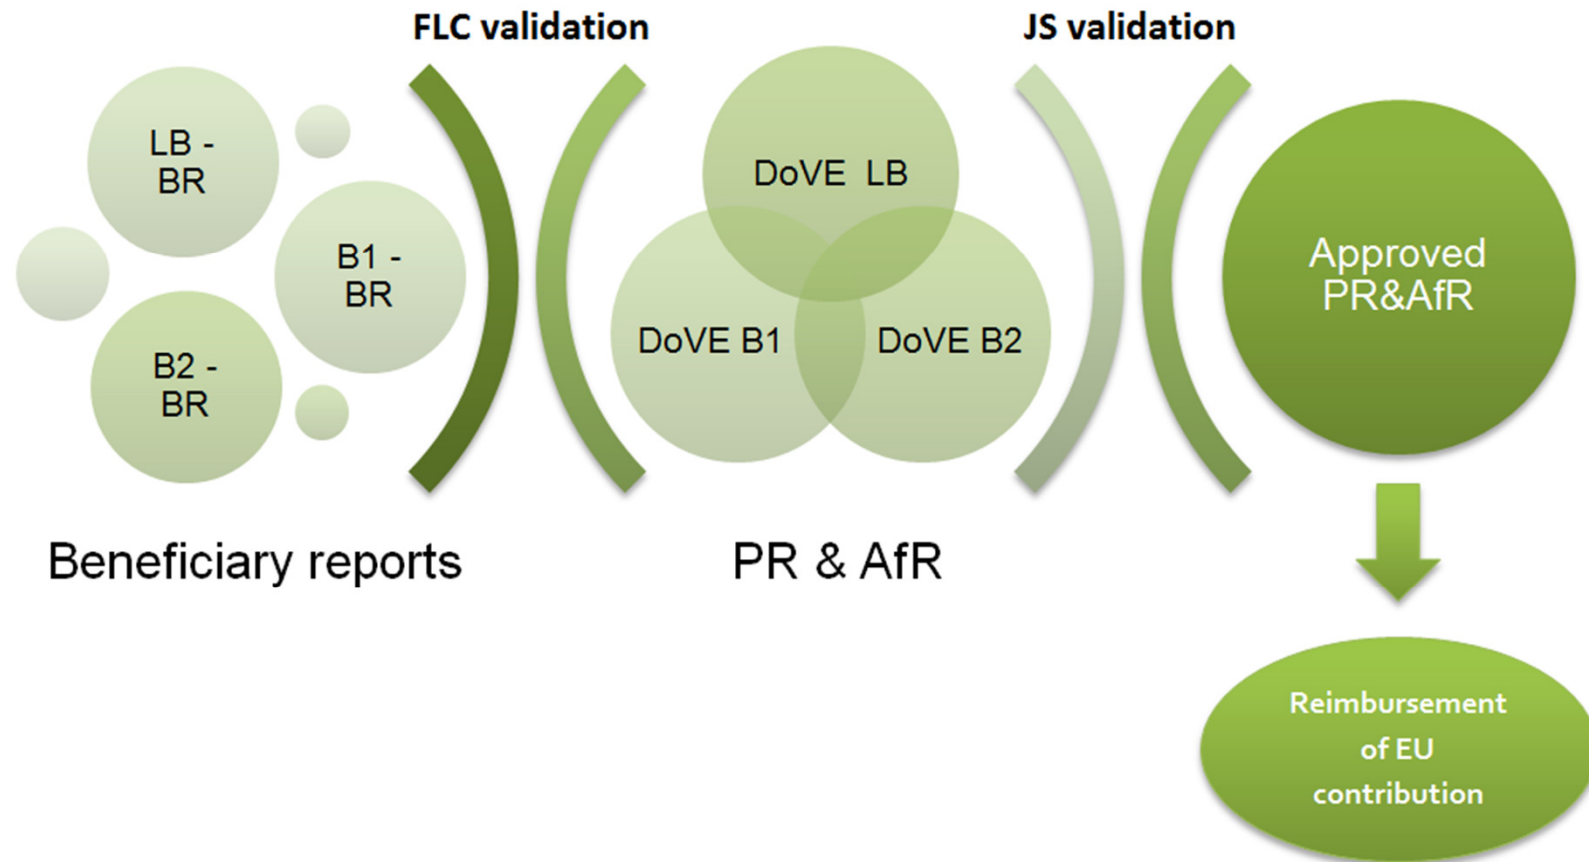 FLC validation
JS validation
LB -
BR
B1 -
BR
B2 -
BR
DoVE  LB
DoVE B1
DoVE B2
Approved
PR&AfR
Beneficiary reports
PR & AfR
Reimbursement
of EU
contribution